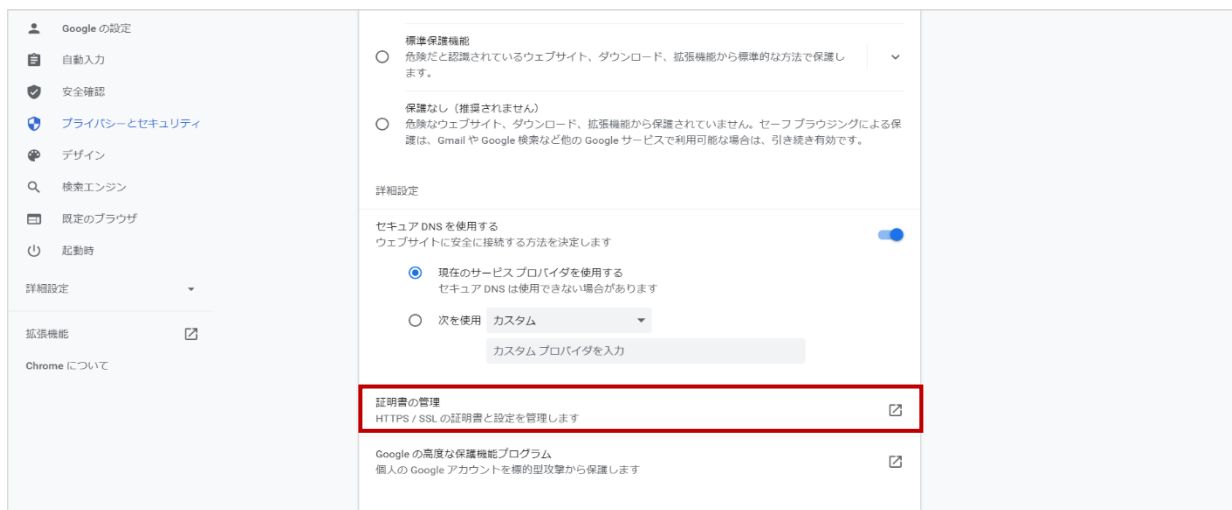 Google の設定
自動入力
安全確認
プライバシーとセキュリティ
デザイン
検索エンジン
既定のブラウザ
起動時
詳細設定
拡張機能
Chrome について
標準保護機能
危険だと認識されているウェブサイト、ダウンロード、拡張機能から標準的な方法で保護し
ます。
保護なし（推奨されません）
危険なウェブサイト、ダウンロード、拡張機能から保護されていません。セーフ ブラウジングによる保
護は、Gmail や Google 検索など他の Google サービスで利用可能な場合は、引き続き有効です。
詳細設定
セキュア DNS を使用する
ウェブサイトに安全に接続する方法を決定します
現在のサービス プロバイダを使用する
セキュア DNS は使用できない場合があります
次を使用 カスタム
カスタム プロバイダを入力
証明書の管理
HTTPS / SSL の証明書と設定を管理します
Google の高度な保護機能プログラム
個人の Google アカウントを標的型攻撃から保護します